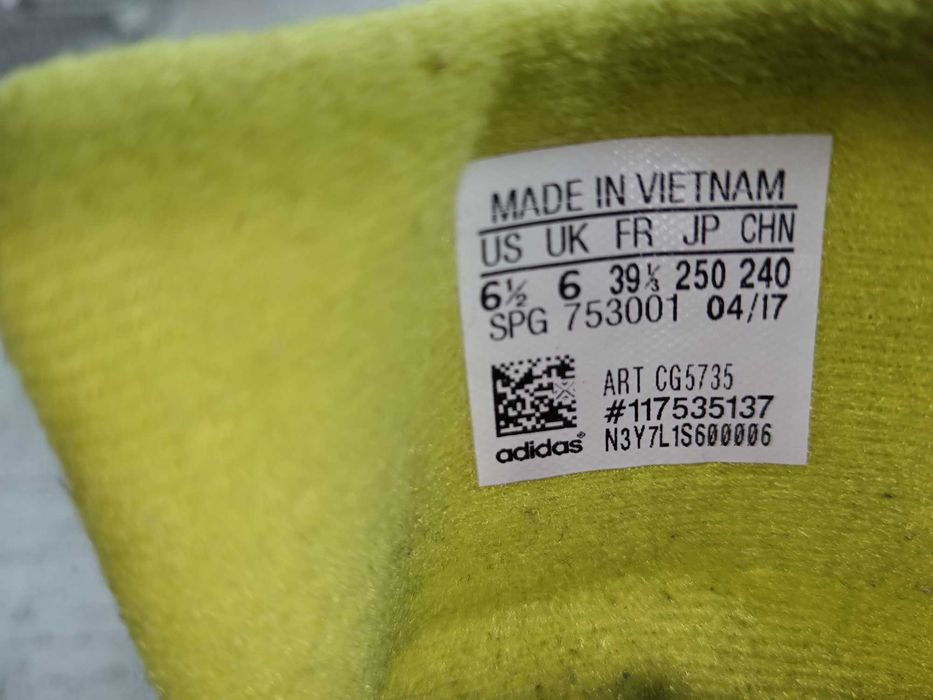 MADE IN VIETNAM
US UK FR JP CHN
6½ 6 39⅓ 250 240
SPG 753001 04/17
ART CG5735
#117535137
adidas® N3Y7L1S600006